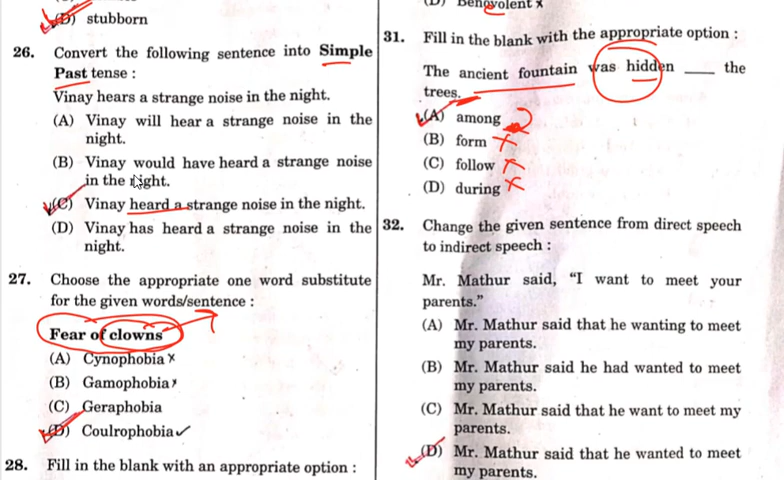 (D) stubborn
26. Convert the following sentence into Simple
Past tense :
Vinay hears a strange noise in the night.
(A) Vinay will hear a strange noise in the
night.
(B) Vinay would have heard a strange noise
in the night.
(C) Vinay heard a strange noise in the night.
(D) Vinay has heard a strange noise in the
night.
27. Choose the appropriate one word substitute
for the given words/sentence :
Fear of clowns
(A) Cynophobia x
(B) Gamophobia
(C) Geraphobia
(D) Coulrophobia ✓
28. Fill in the blank with an appropriate option :
(D) Benevolent x
31. Fill in the blank with the appropriate option :
The ancient fountain was hidden ____ the
trees.
(A) among
(B) form
(C) follow
(D) during
32. Change the given sentence from direct speech
to indirect speech :
Mr. Mathur said, “I want to meet your
parents.”
(A) Mr. Mathur said that he wanting to meet
my parents.
(B) Mr. Mathur said he had wanted to meet
my parents.
(C) Mr. Mathur said that he want to meet my
parents.
(D) Mr. Mathur said that he wanted to meet
my parents.